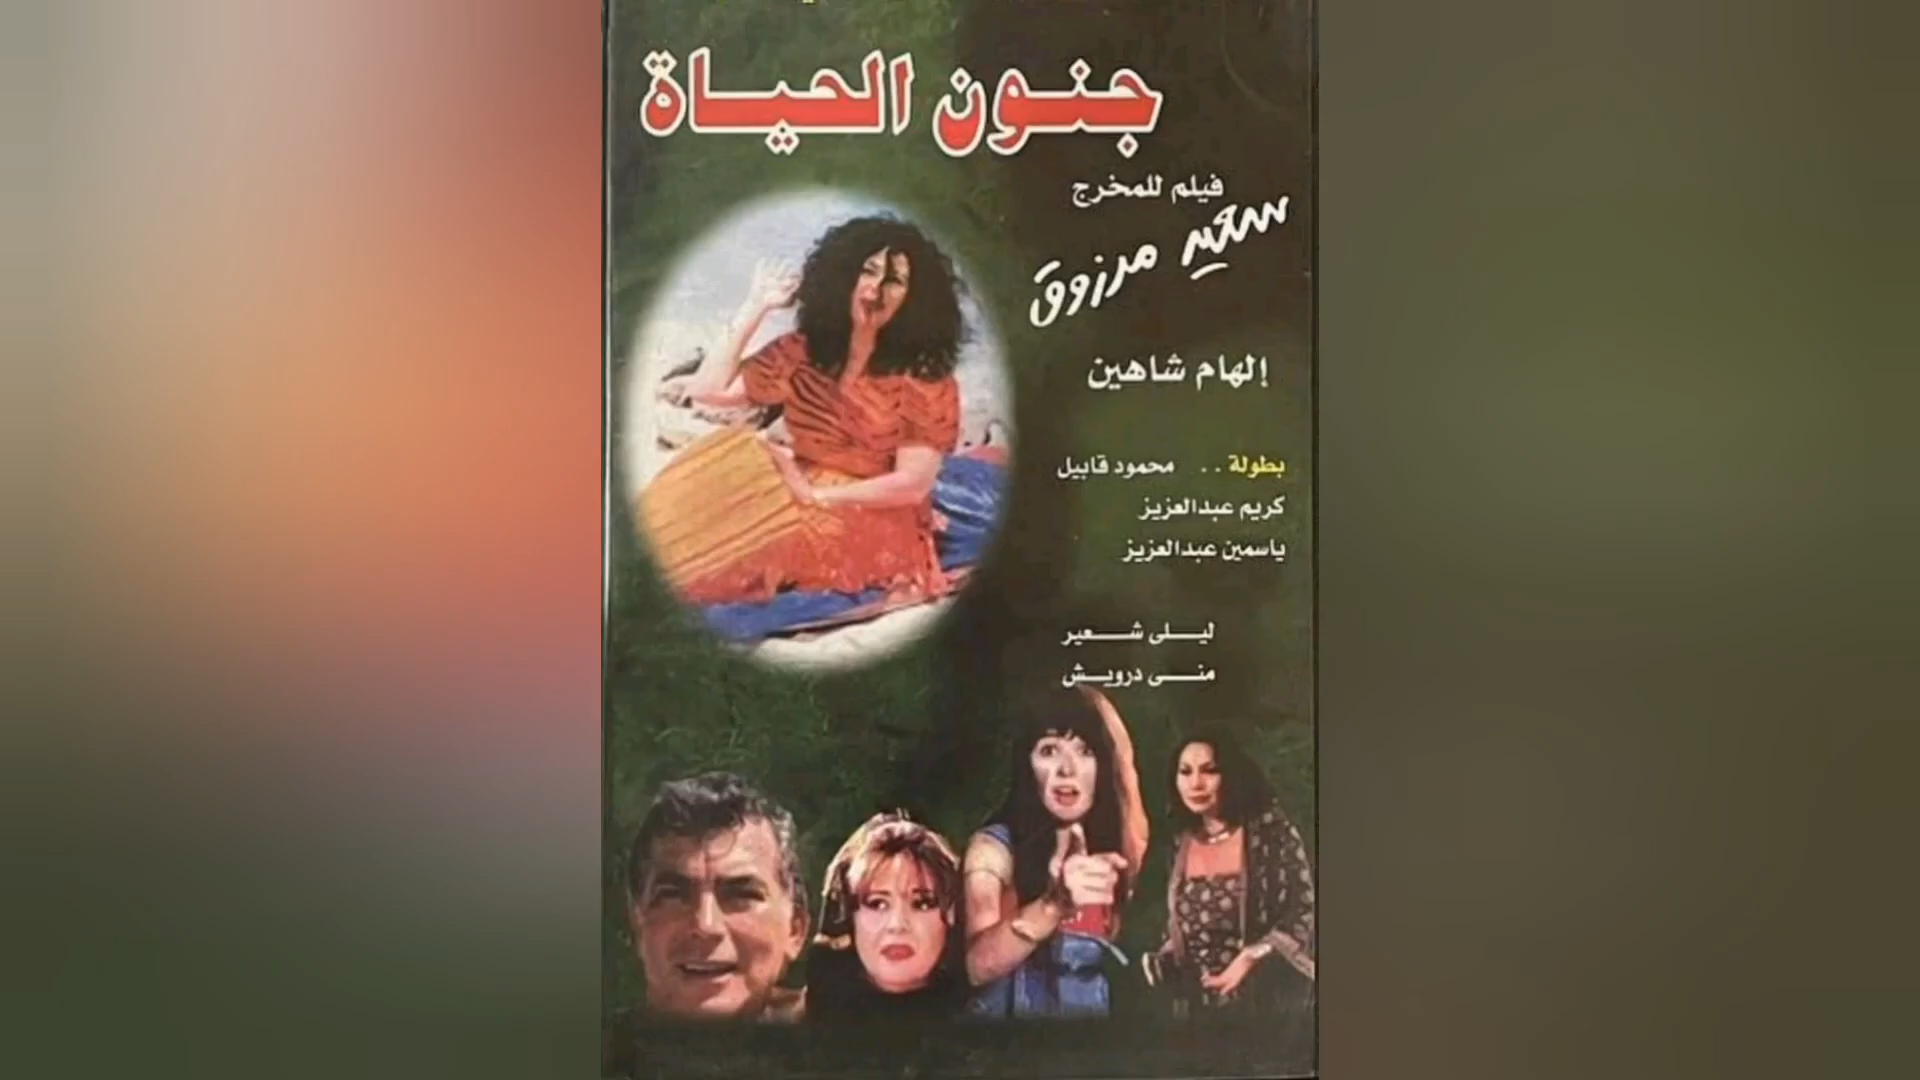 جنون الحياة
فيلم للمخرج
سعيد مرزوق
إلهام شاهين
بطولة .. محمود قابيل
كريم عبدالعزيز
ياسمين عبدالعزيز
ليلى شعير
منى درويش